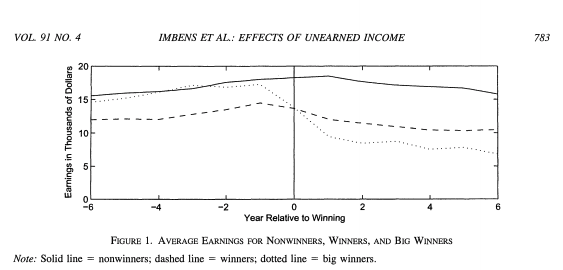 VOL. 91 NO. 4 IMBENS ET AL.: EFFECTS OF UNEARNED INCOME 783
Earnings in Thousands of Dollars
20
15
10
5
0
-6 -4 -2 0 2 4 6
Year Relative to Winning
FIGURE 1. AVERAGE EARNINGS FOR NONWINNERS, WINNERS, AND BIG WINNERS
Note: Solid line = nonwinners; dashed line = winners; dotted line = big winners.